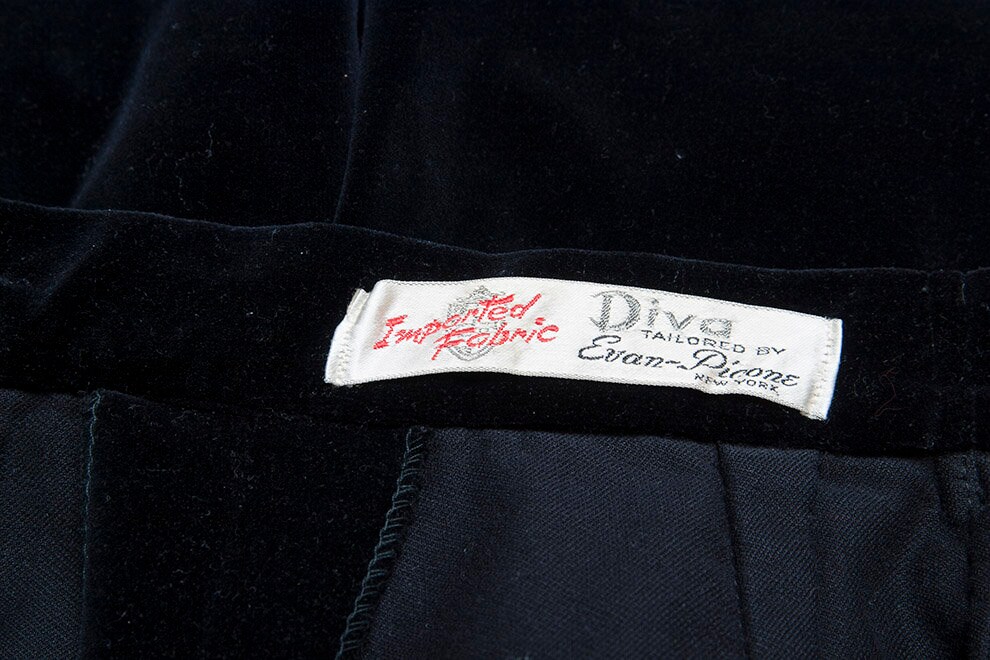 Imported
Fabric
Diva
TAILORED BY
Evan-Picone
NEW YORK